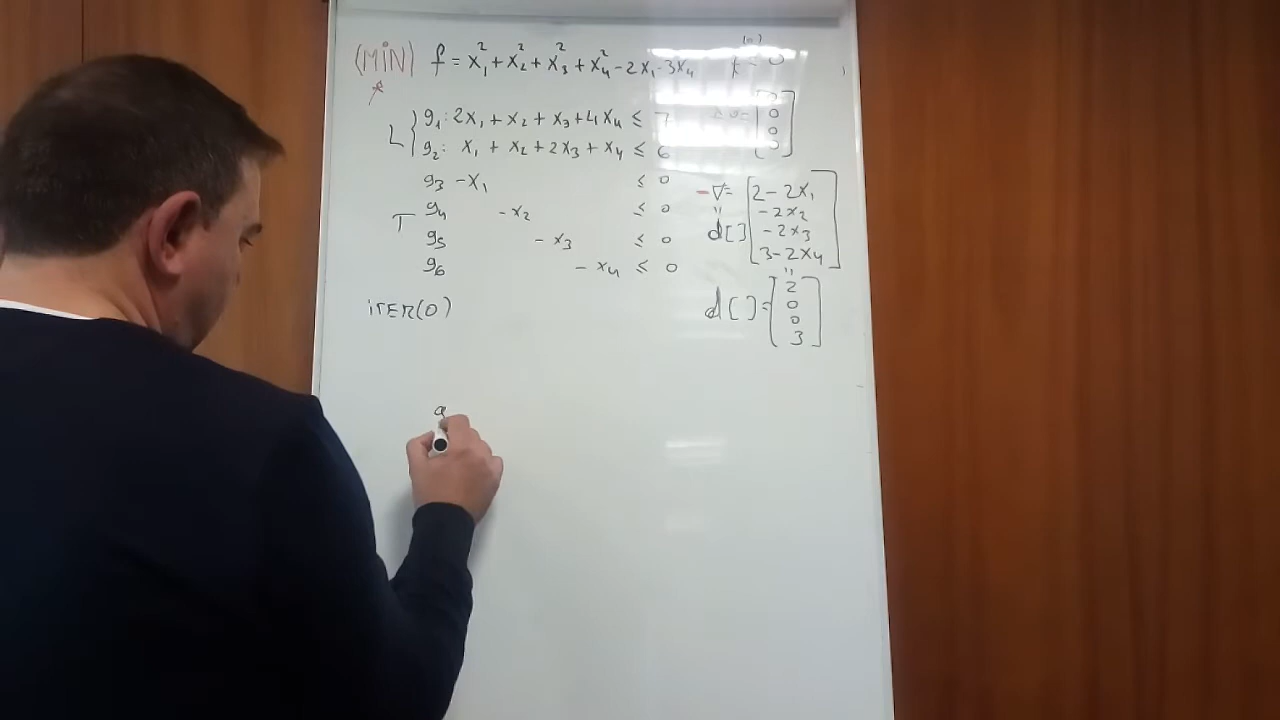 (MIN) f = x₁² + x₂² + x₃² + x₄² - 2x₁ - 3x₄
L { g₁: 2x₁ + x₂ + x₃ + 4x₄ ≤ 7
g₂: x₁ + x₂ + 2x₃ + x₄ ≤ 6
g₃ -x₁ ≤ 0
T g₄ -x₂ ≤ 0
g₅ -x₃ ≤ 0
g₆ -x₄ ≤ 0
iTER(0)
-∇ = [2 - 2x₁
" -2x₂
d[] -2x₃
3 - 2x₄]
"
d[] = [2
0
0
3]